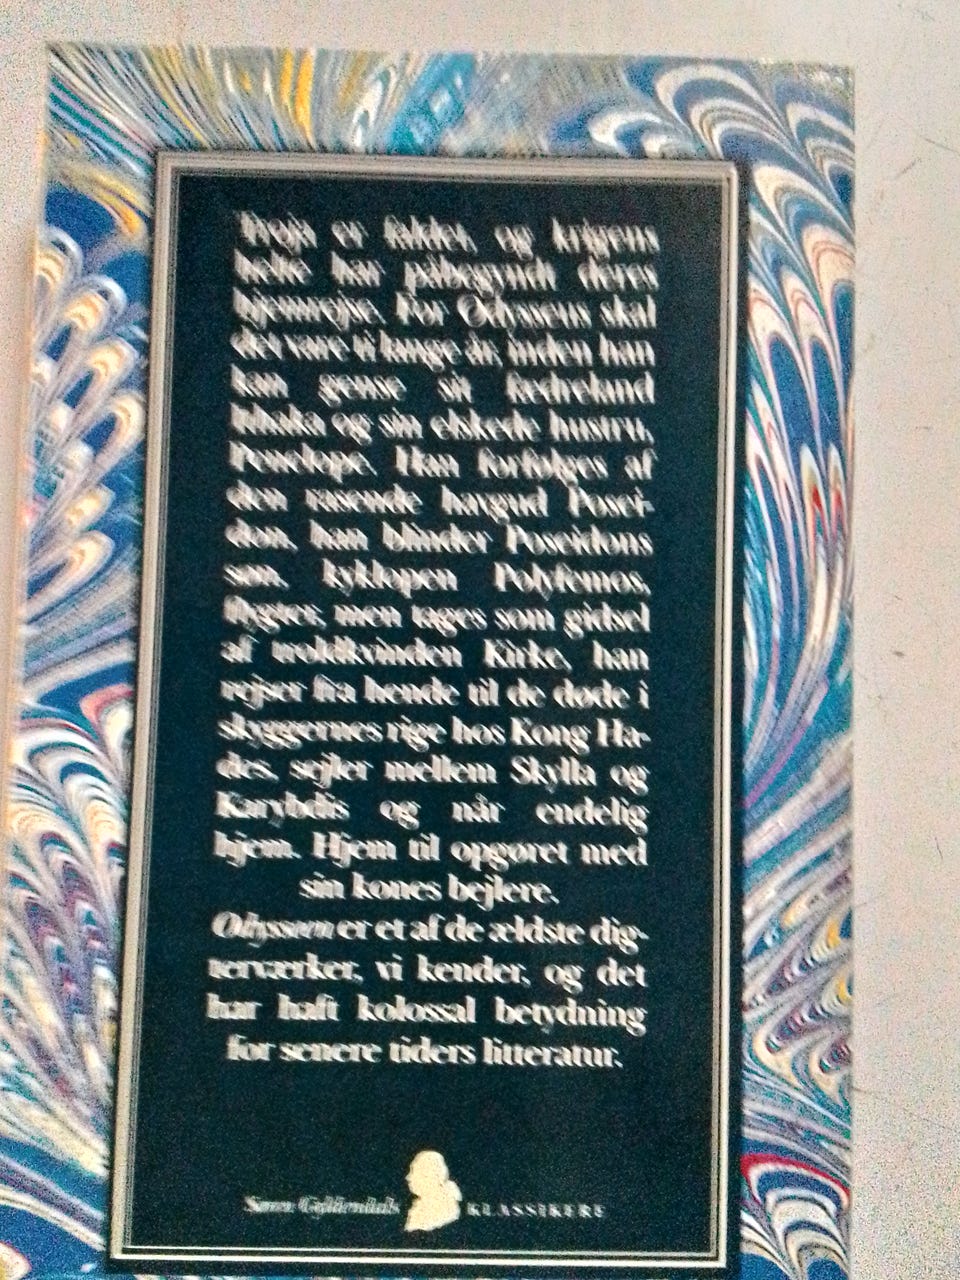 Troja er faldet, og krigens
helte har påbegyndt deres
hjemrejse. For Odysseus skal
det vare ti lange år, inden han
kan gense sit fædreland
Ithaka og sin elskede hustru,
Penelope. Han forfølges af
den rasende havgud Posei-
don, han blinder Poseidons
søn, kyklopen Polyfemos,
flygter, men tages som gidsel
af troldkvinden Kirke, han
rejser fra hende til de døde i
skyggernes rige hos Kong Ha-
des, sejler mellem Skylla og
Karybdis og når endelig
hjem. Hjem til opgøret med
sin kones bejlere.
Odysseen er et af de ældste dig-
terværker, vi kender, og det
har haft kolossal betydning
for senere tiders litteratur.
Søren Gyldendals KLASSIKERE